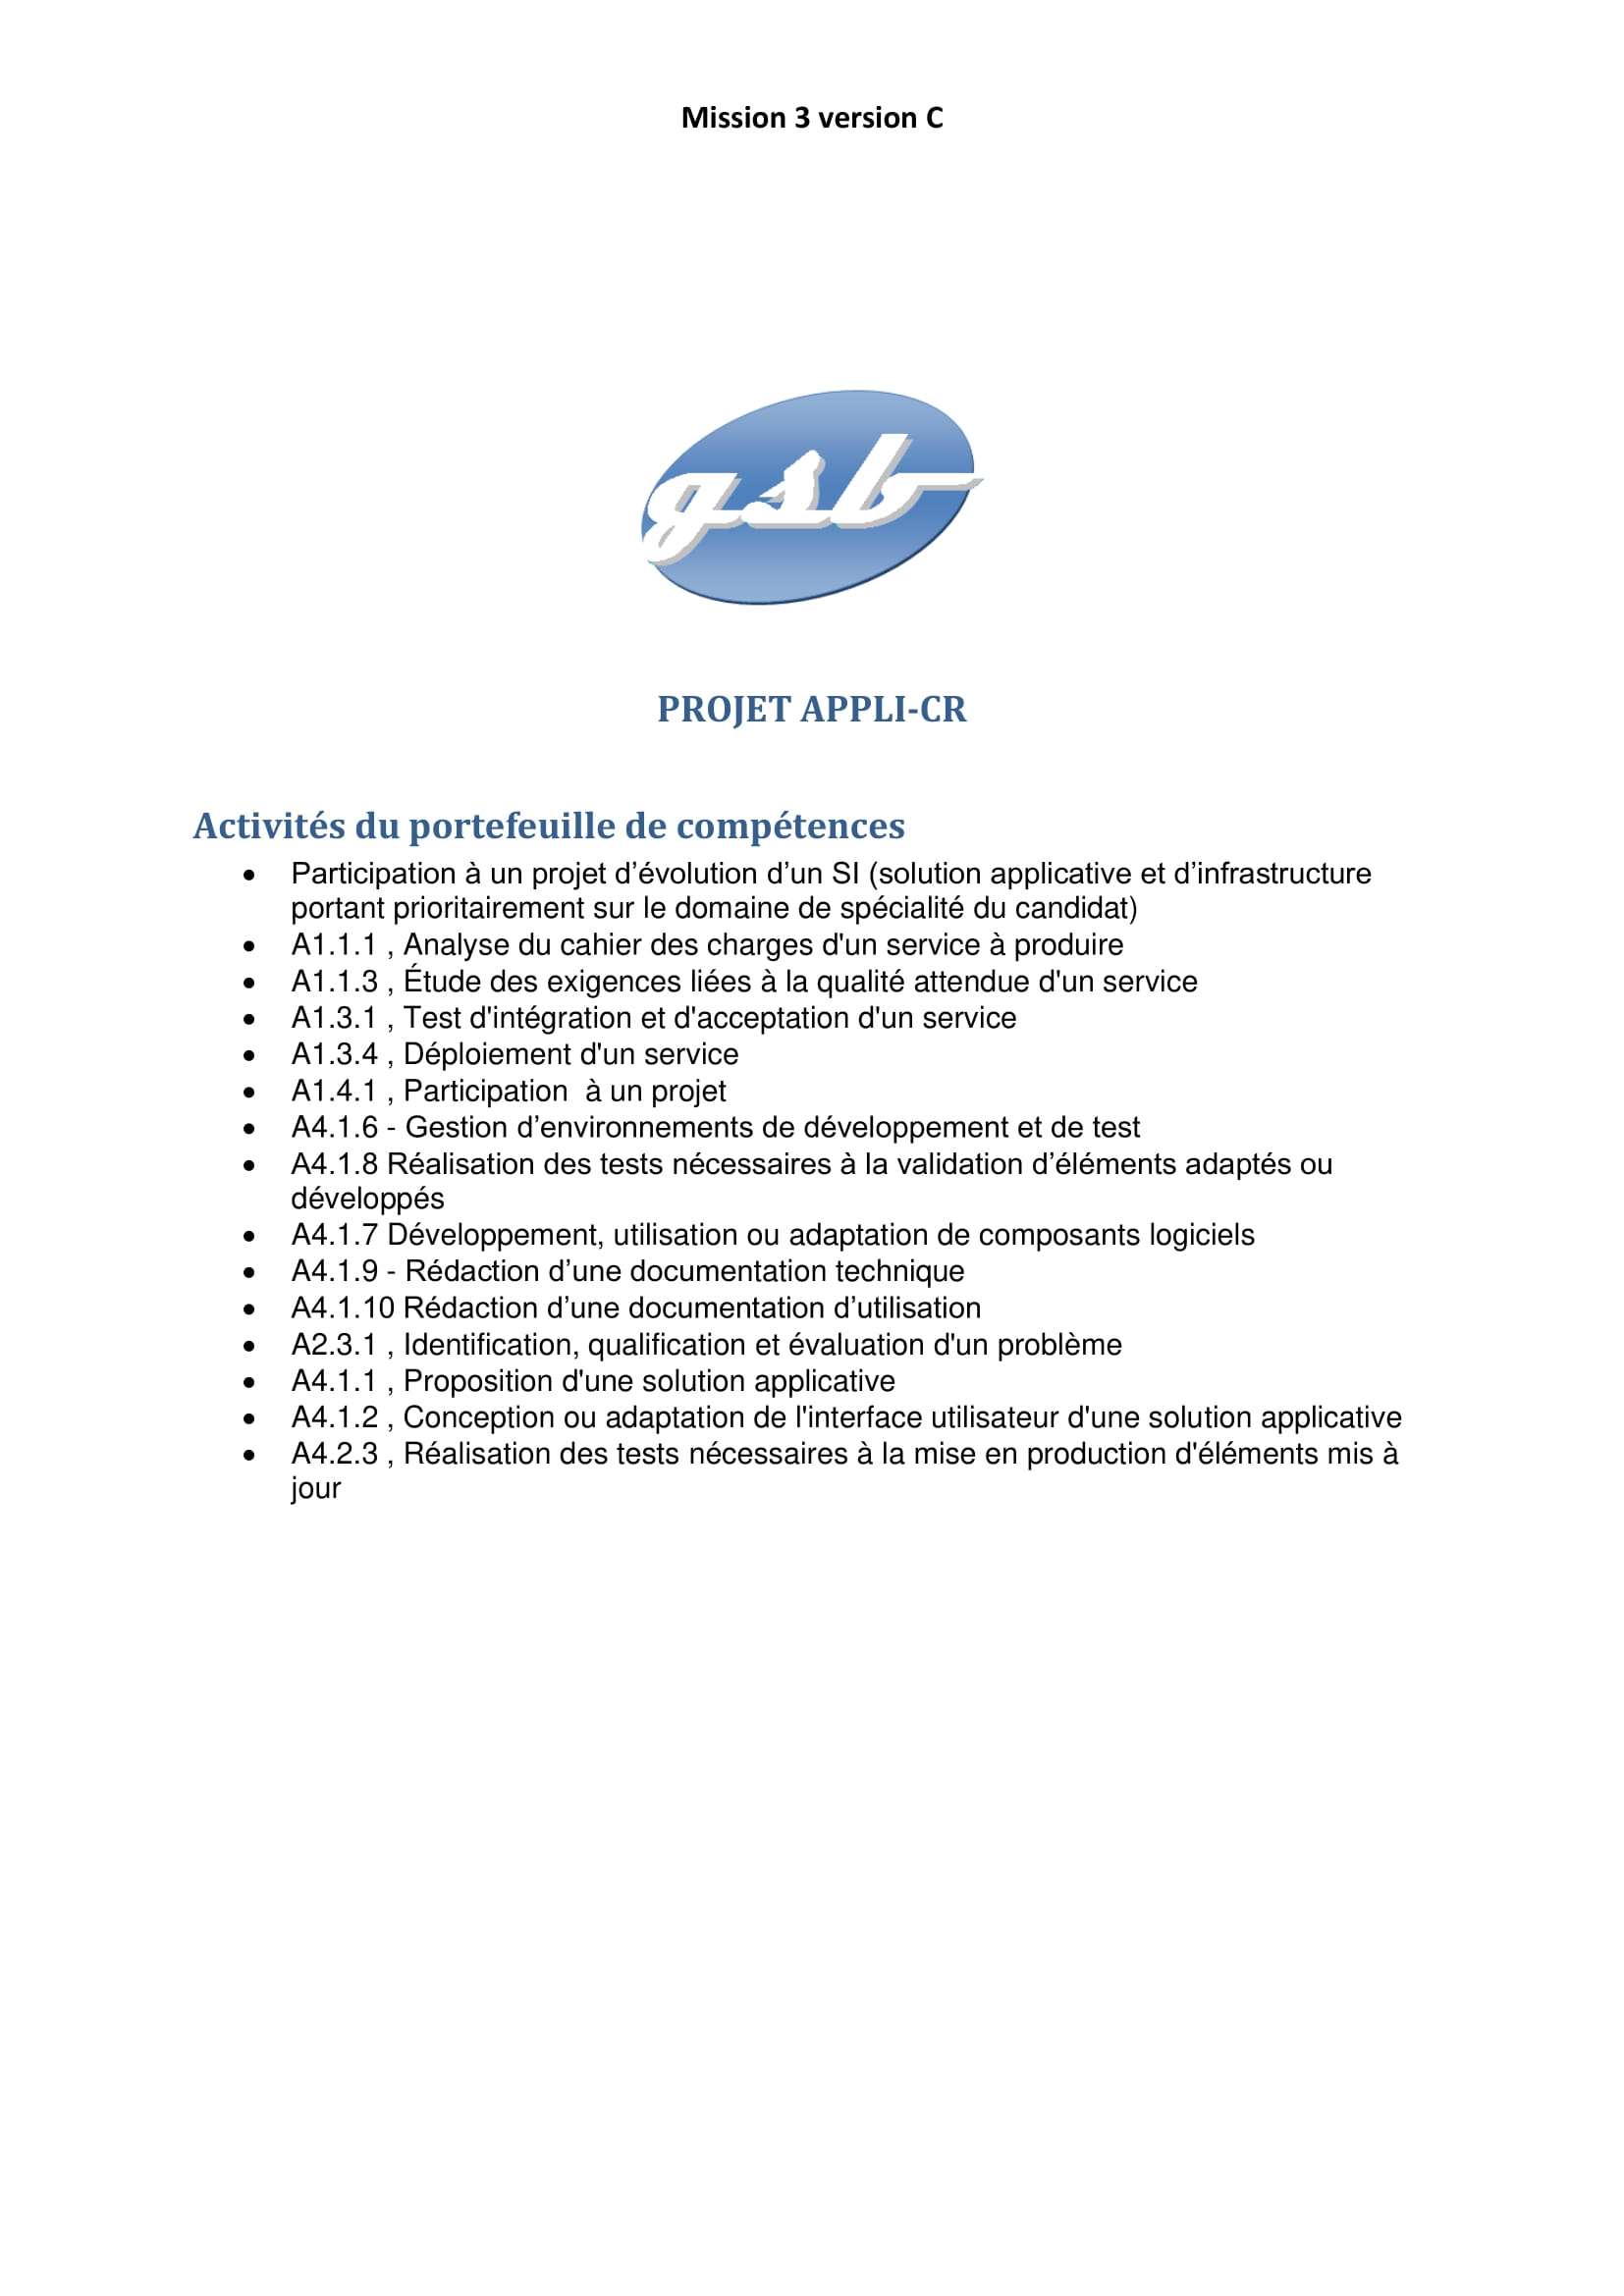 Mission 3 version C
gsb
PROJET APPLI-CR
Activités du portefeuille de compétences
• Participation à un projet d’évolution d’un SI (solution applicative et d’infrastructure
portant prioritairement sur le domaine de spécialité du candidat)
• A1.1.1 , Analyse du cahier des charges d'un service à produire
• A1.1.3 , Étude des exigences liées à la qualité attendue d'un service
• A1.3.1 , Test d'intégration et d'acceptation d'un service
• A1.3.4 , Déploiement d'un service
• A1.4.1 , Participation  à un projet
• A4.1.6 - Gestion d’environnements de développement et de test
• A4.1.8 Réalisation des tests nécessaires à la validation d’éléments adaptés ou
développés
• A4.1.7 Développement, utilisation ou adaptation de composants logiciels
• A4.1.9 - Rédaction d’une documentation technique
• A4.1.10 Rédaction d’une documentation d’utilisation
• A2.3.1 , Identification, qualification et évaluation d'un problème
• A4.1.1 , Proposition d'une solution applicative
• A4.1.2 , Conception ou adaptation de l'interface utilisateur d'une solution applicative
• A4.2.3 , Réalisation des tests nécessaires à la mise en production d'éléments mis à
jour